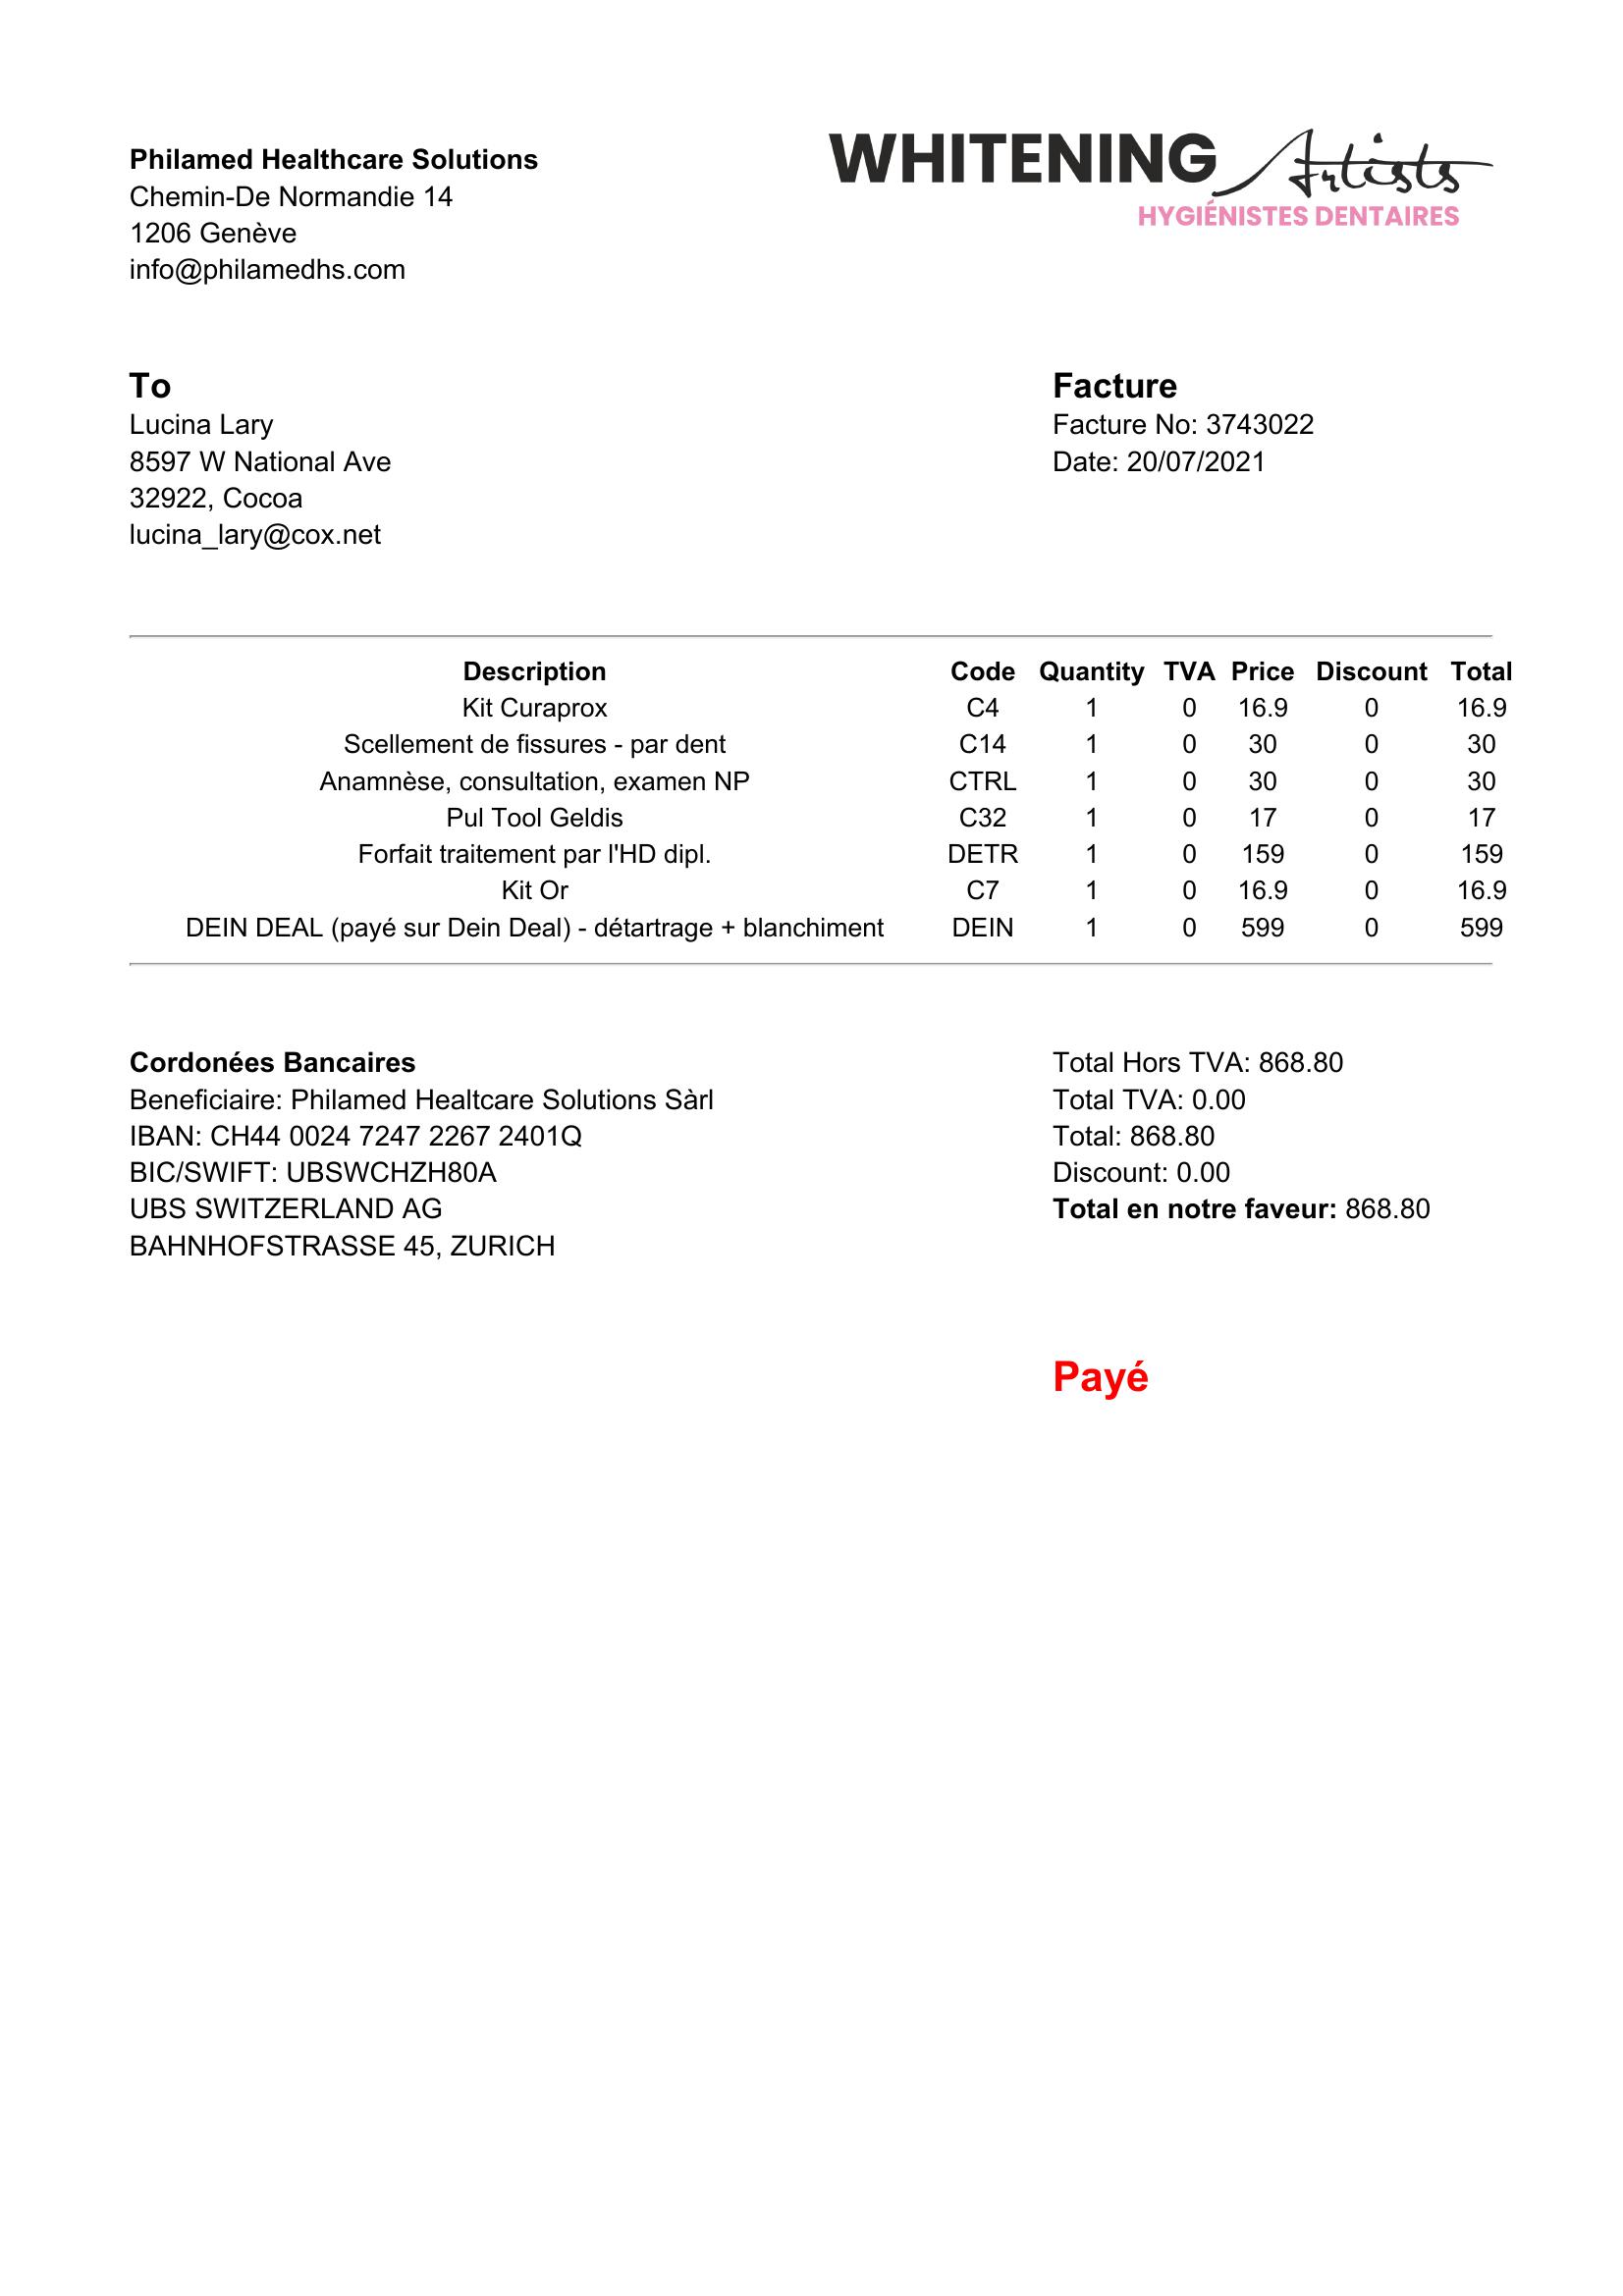 Philamed Healthcare Solutions
Chemin-De Normandie 14
1206 Genève
info@philamedhs.com
WHITENING Artists
HYGIÉNISTES DENTAIRES
To
Lucina Lary
8597 W National Ave
32922, Cocoa
lucina_lary@cox.net
Facture
Facture No: 3743022
Date: 20/07/2021
Description Code Quantity TVA Price Discount Total
Kit Curaprox C4 1 0 16.9 0 16.9
Scellement de fissures - par dent C14 1 0 30 0 30
Anamnèse, consultation, examen NP CTRL 1 0 30 0 30
Pul Tool Geldis C32 1 0 17 0 17
Forfait traitement par l'HD dipl. DETR 1 0 159 0 159
Kit Or C7 1 0 16.9 0 16.9
DEIN DEAL (payé sur Dein Deal) - détartrage + blanchiment DEIN 1 0 599 0 599
Cordonées Bancaires
Beneficiaire: Philamed Healtcare Solutions Sàrl
IBAN: CH44 0024 7247 2267 2401Q
BIC/SWIFT: UBSWCHZH80A
UBS SWITZERLAND AG
BAHNHOFSTRASSE 45, ZURICH
Total Hors TVA: 868.80
Total TVA: 0.00
Total: 868.80
Discount: 0.00
Total en notre faveur: 868.80
Payé